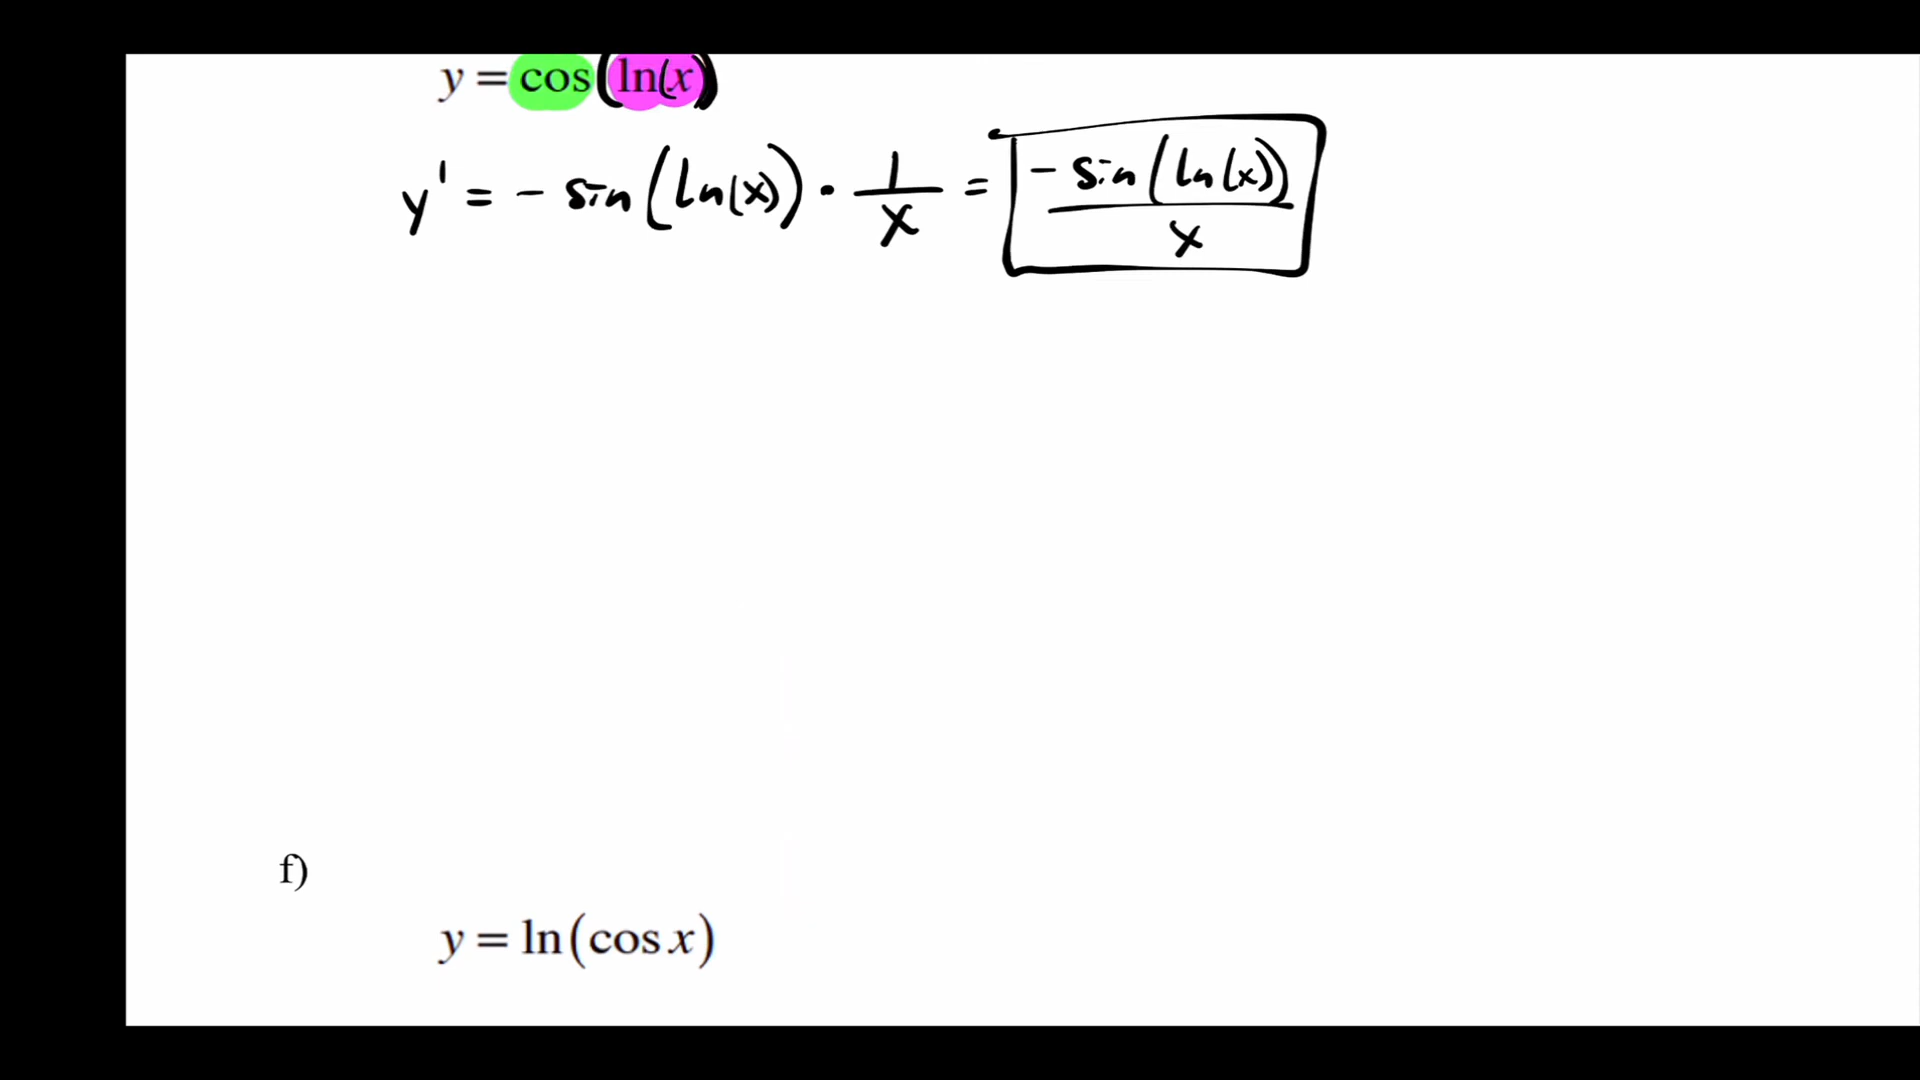 y = cos(ln(x))
y' = - sin(ln(x)) · 1/x = - sin(ln(x))/x
f)
y = ln(cos x)